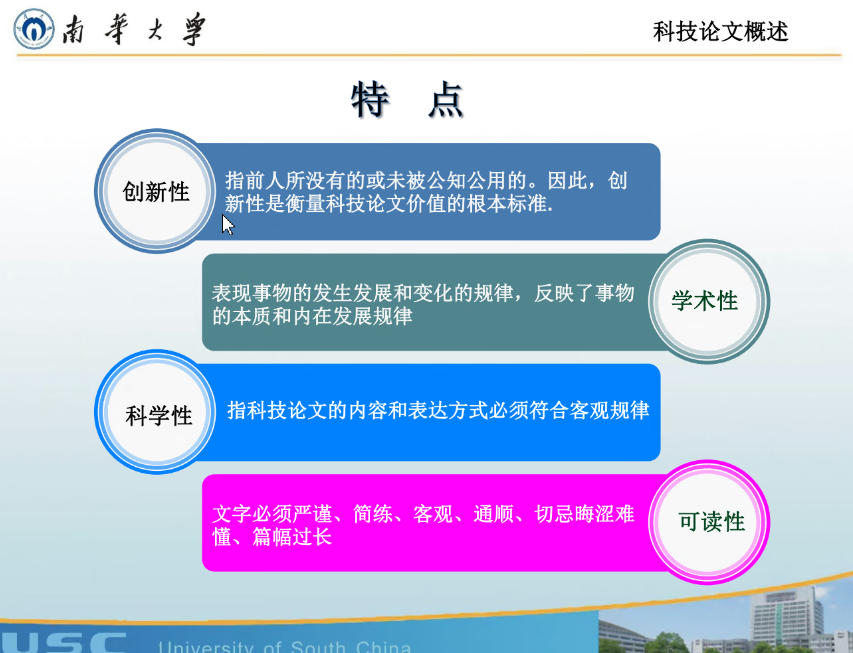 南华大学
科技论文概述
特 点
创新性
指前人所没有的或未被公知公用的。因此，创
新性是衡量科技论文价值的根本标准.
表现事物的发生发展和变化的规律，反映了事物
的本质和内在发展规律
学术性
科学性
指科技论文的内容和表达方式必须符合客观规律
文字必须严谨、简练、客观、通顺、切忌晦涩难
懂、篇幅过长
可读性
USC University of South China